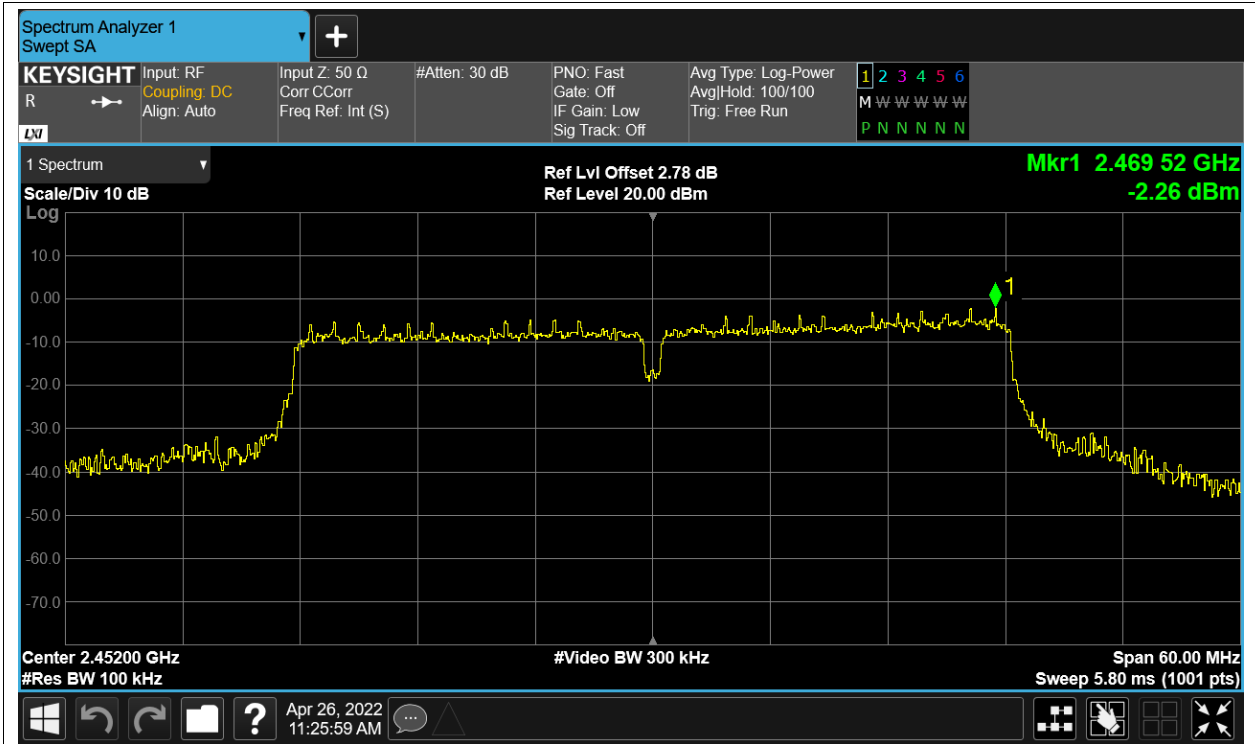 Spectrum Analyzer 1
Swept SA
KEYSIGHT
R
LXI
Input: RF
Coupling: DC
Align: Auto
Input Z: 50 Ω
Corr CCorr
Freq Ref: Int (S)
#Atten: 30 dB
PNO: Fast
Gate: Off
IF Gain: Low
Sig Track: Off
Avg Type: Log-Power
Avg|Hold: 100/100
Trig: Free Run
1 2 3 4 5 6
M W W W W W
P N N N N N
1 Spectrum
Scale/Div 10 dB
Log
Ref Lvl Offset 2.78 dB
Ref Level 20.00 dBm
Mkr1 2.469 52 GHz
-2.26 dBm
10.0
0.00
-10.0
-20.0
-30.0
-40.0
-50.0
-60.0
-70.0
1
Center 2.45200 GHz
#Res BW 100 kHz
#Video BW 300 kHz
Span 60.00 MHz
Sweep 5.80 ms (1001 pts)
?
Apr 26, 2022
11:25:59 AM